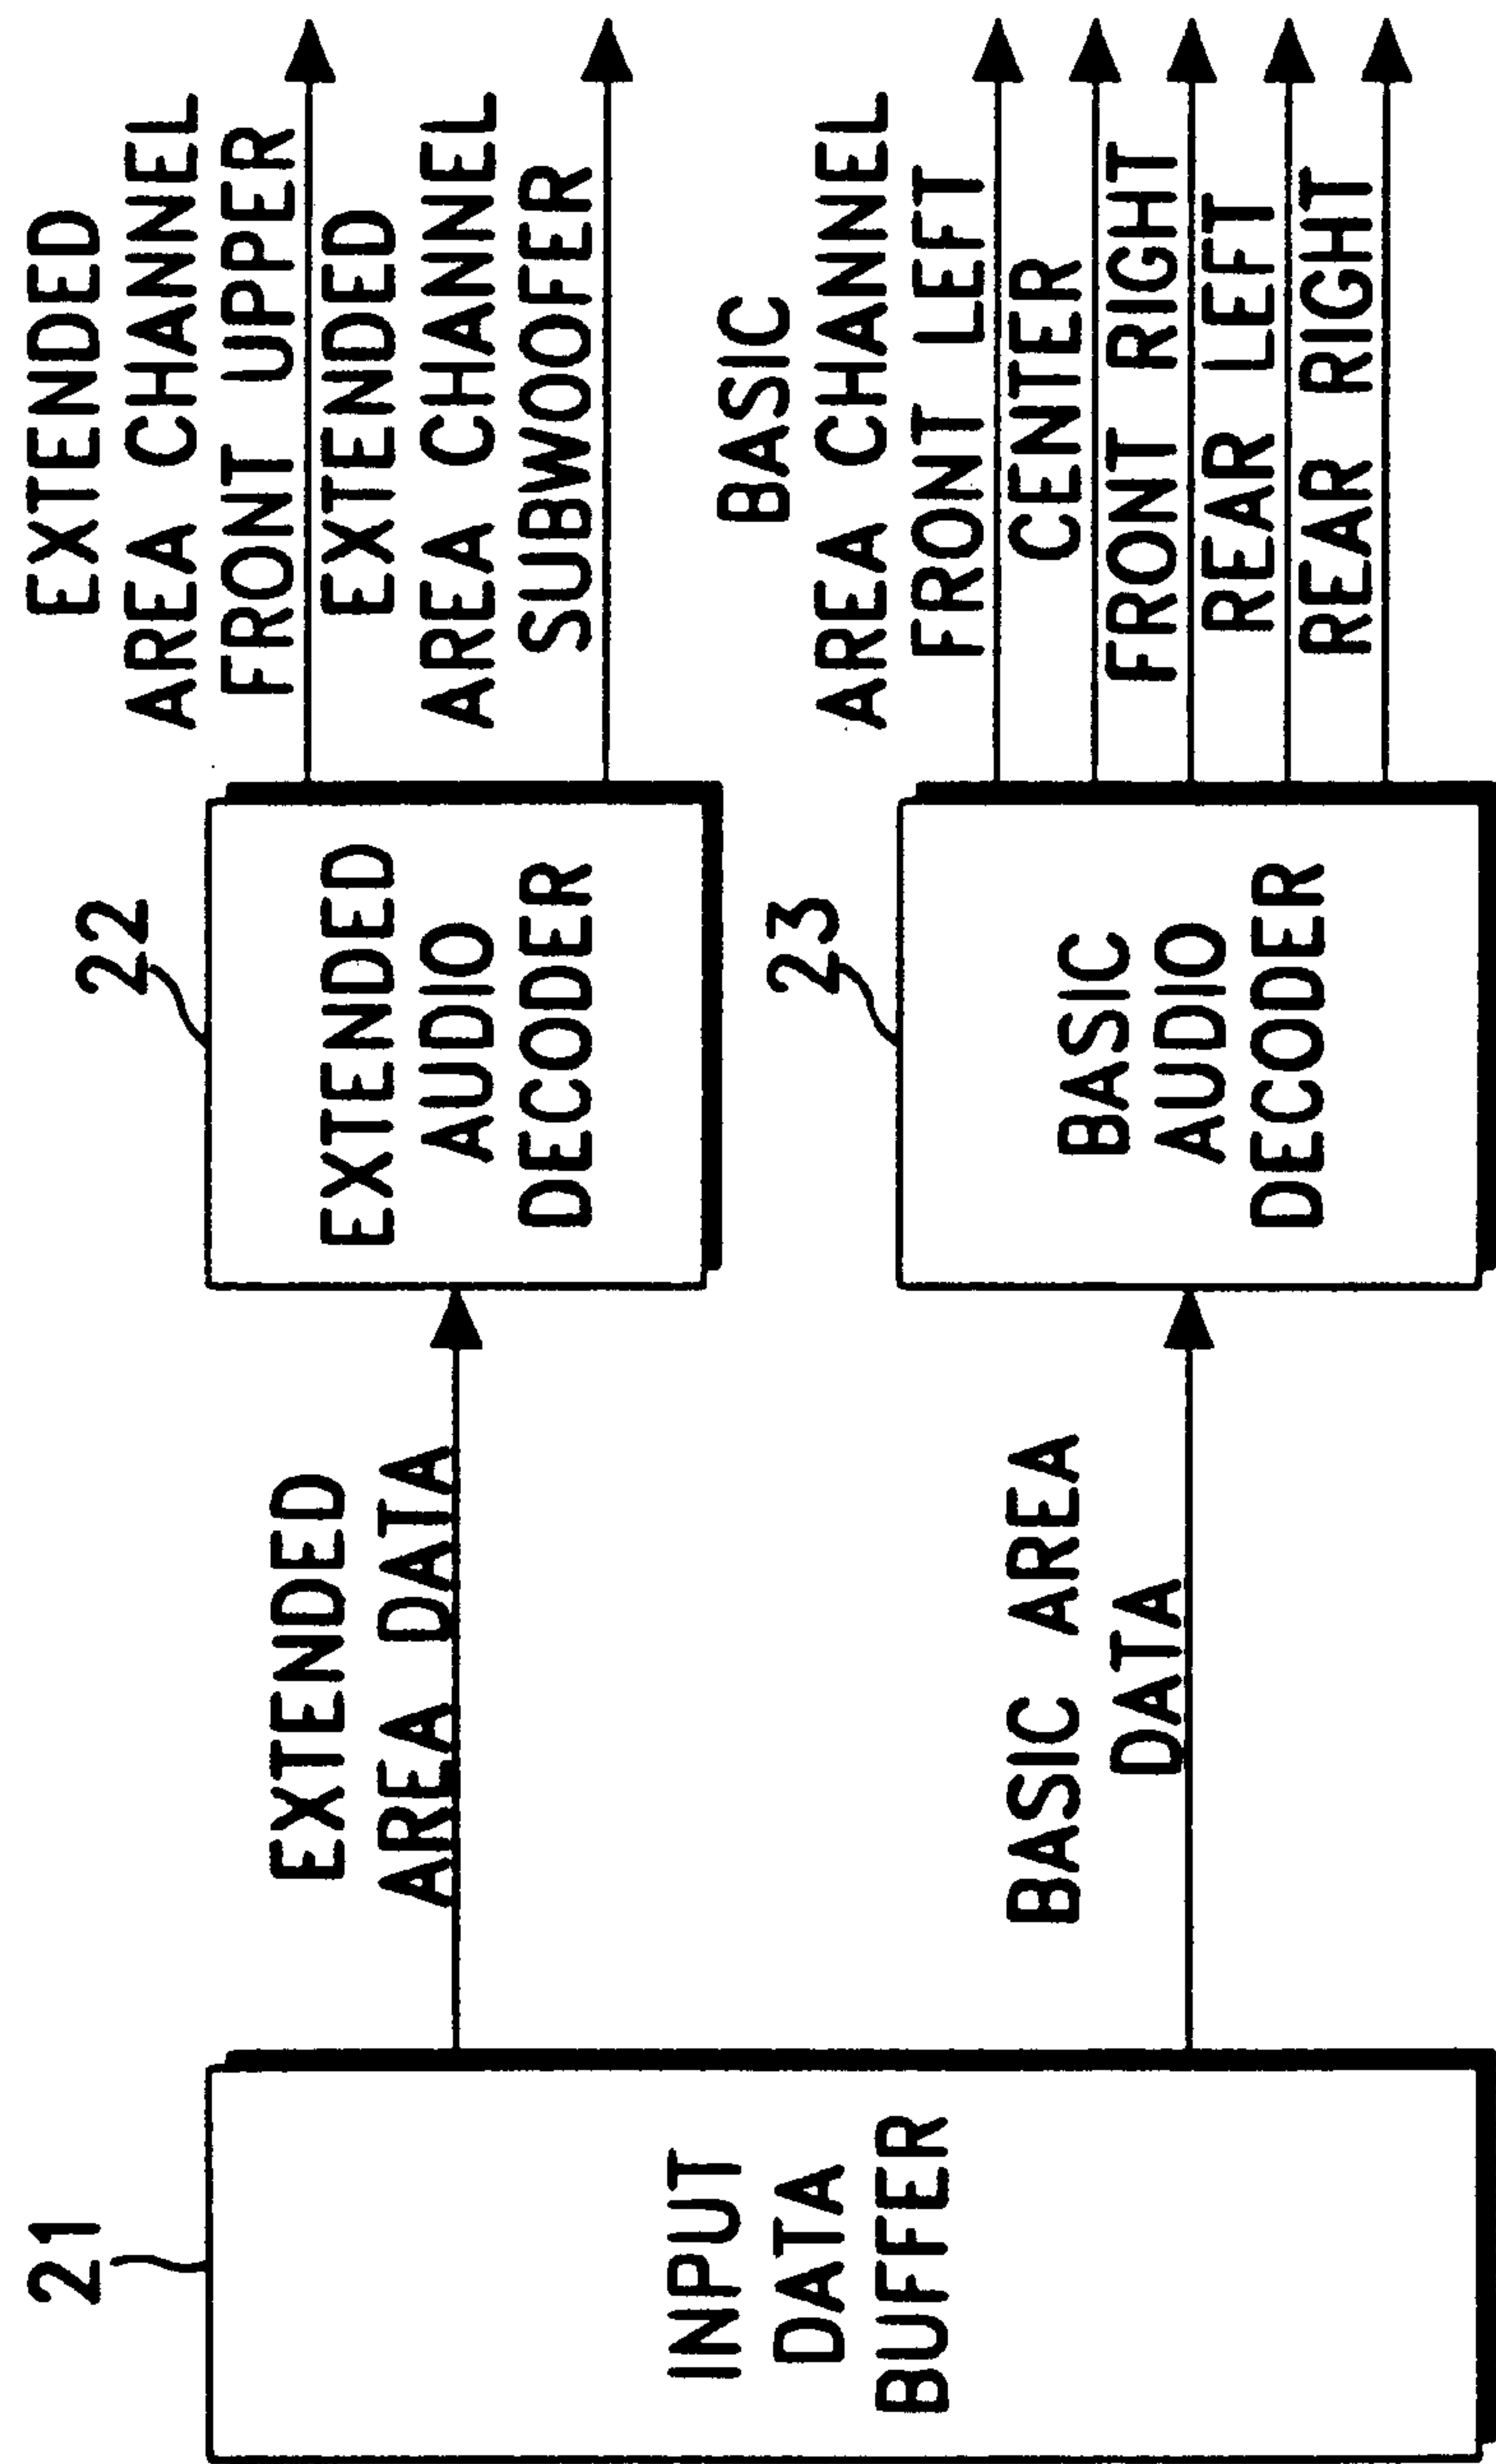 21
INPUT
DATA
BUFFER
EXTENDED
AREA DATA
BASIC AREA
DATA
22
EXTENDED
AUDIO
DECODER
23
BASIC
AUDIO
DECODER
EXTENDED
AREA CHANNEL
FRONT UPPER
EXTENDED
AREA CHANNEL
SUBWOOFER
BASIC
AREA CHANNEL
FRONT LEFT
CENTER
FRONT RIGHT
REAR LEFT
REAR RIGHT